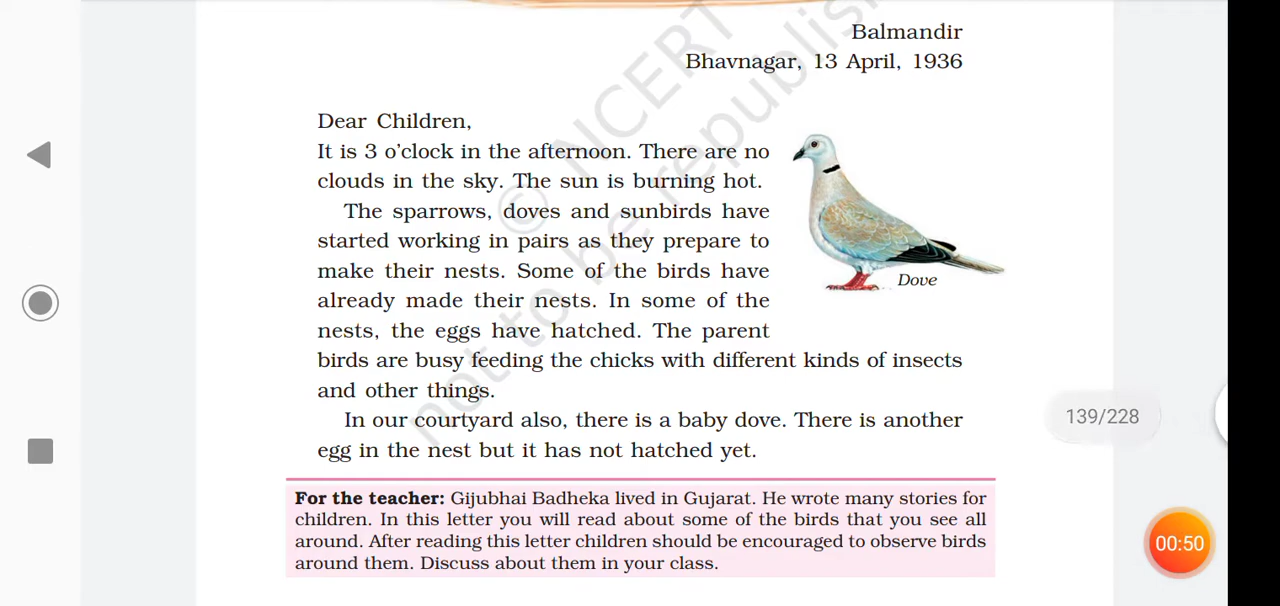 Balmandir
Bhavnagar, 13 April, 1936
Dear Children,
It is 3 o'clock in the afternoon. There are no
clouds in the sky. The sun is burning hot.
The sparrows, doves and sunbirds have
started working in pairs as they prepare to
make their nests. Some of the birds have
already made their nests. In some of the
nests, the eggs have hatched. The parent
birds are busy feeding the chicks with different kinds of insects
and other things.
In our courtyard also, there is a baby dove. There is another
egg in the nest but it has not hatched yet.
Dove
For the teacher: Gijubhai Badheka lived in Gujarat. He wrote many stories for
children. In this letter you will read about some of the birds that you see all
around. After reading this letter children should be encouraged to observe birds
around them. Discuss about them in your class.
© NCERT
not to be republish
139/228
00:50